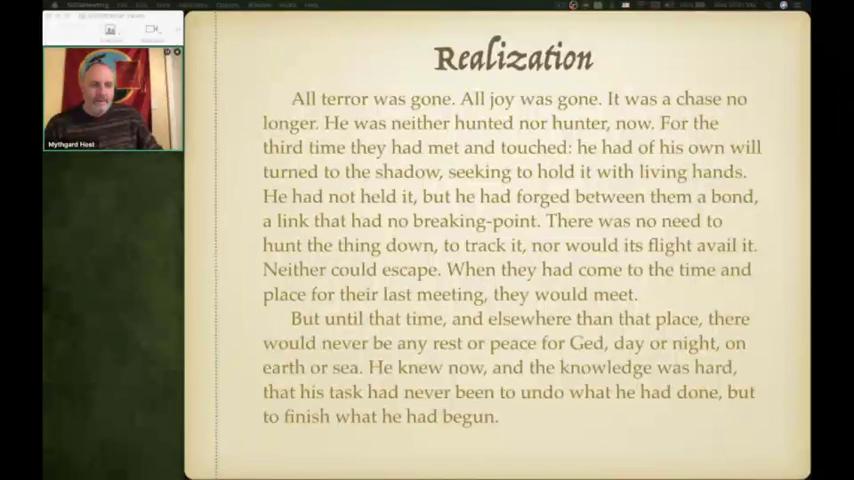 Realization
All terror was gone. All joy was gone. It was a chase no
longer. He was neither hunted nor hunter, now. For the
third time they had met and touched: he had of his own will
turned to the shadow, seeking to hold it with living hands.
He had not held it, but he had forged between them a bond,
a link that had no breaking-point. There was no need to
hunt the thing down, to track it, nor would its flight avail it.
Neither could escape. When they had come to the time and
place for their last meeting, they would meet.
But until that time, and elsewhere than that place, there
would never be any rest or peace for Ged, day or night, on
earth or sea. He knew now, and the knowledge was hard,
that his task had never been to undo what he had done, but
to finish what he had begun.
Mythgard Host